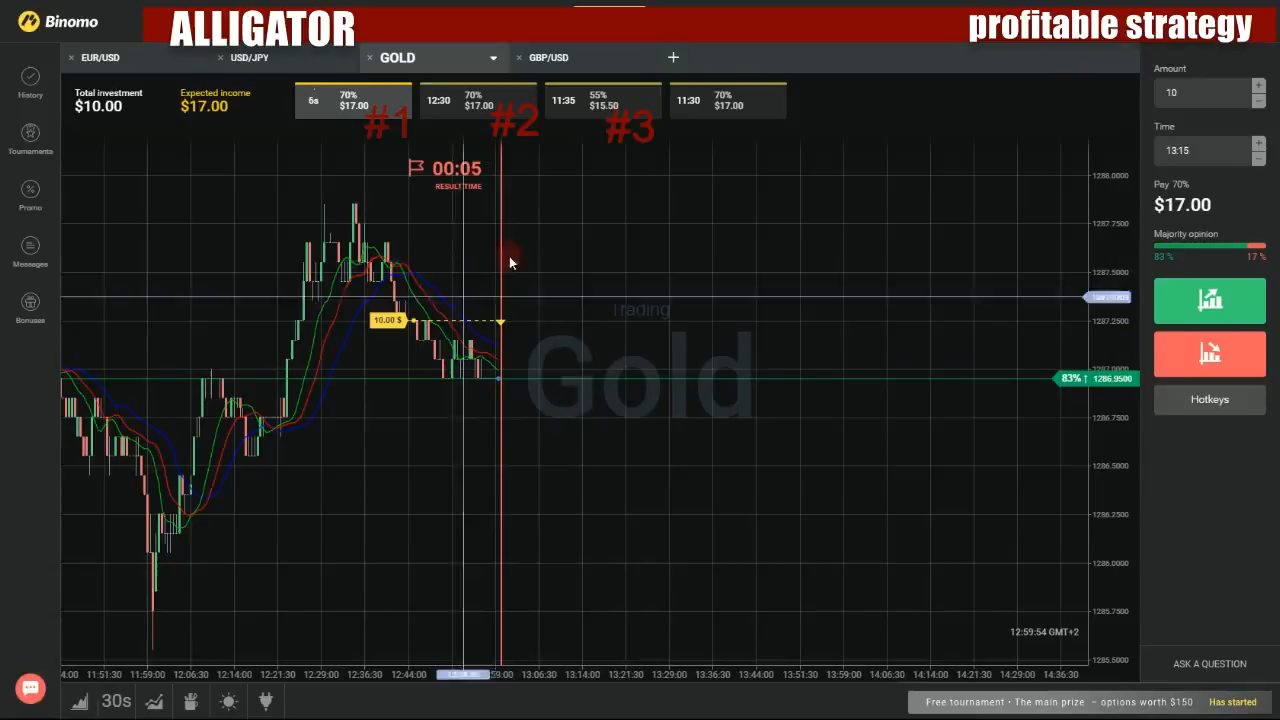 ALLIGATOR
profitable strategy
Binomo
EUR/USD
USD/JPY
GOLD
GBP/USD
Total investment
$10.00
Expected income
$17.00
6s
70%
$17.00
12:30
70%
$17.00
11:35
55%
$15.50
11:30
70%
$17.00
#1
#2
#3
History
Tournaments
Promo
Messages
Bonuses
00:05
RESULT TIME
10.00 $
Trading
Gold
1288.0000
1287.7500
1287.5000
1287.2500
1287.0000
83% ↑ 1286.9500
1286.7500
1286.5000
1286.2500
1286.0000
1285.7500
1285.5000
12:59:54 GMT+2
4:00
11:51:30
11:59:00
12:06:30
12:14:00
12:21:30
12:29:00
12:36:30
12:44:00
59:00
13:06:30
13:14:00
13:21:30
13:29:00
13:36:30
13:44:00
13:51:30
13:59:00
14:06:30
14:14:00
14:21:30
14:29:00
14:36:30
Amount
10
Time
13:15
Pay 70%
$17.00
Majority opinion
83 %
17 %
Hotkeys
ASK A QUESTION
30s
Free tournament · The main prize – options worth $150 Has started